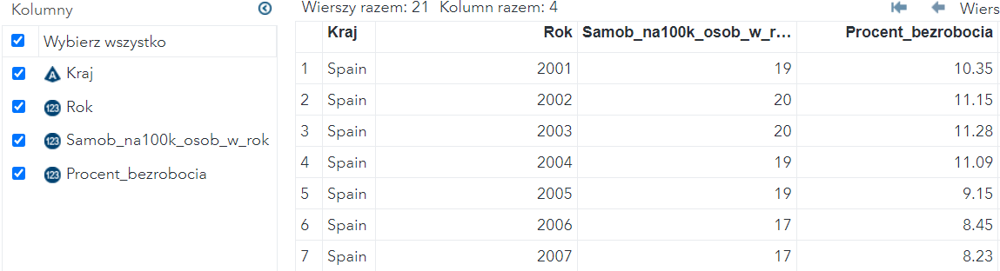 Kolumny
Wybierz wszystko
Kraj
Rok
Samob_na100k_osob_w_rok
Procent_bezrobocia
Wierszy razem: 21 Kolumn razem: 4 Wiers
Kraj Rok Samob_na100k_osob_w_r... Procent_bezrobocia
1 Spain 2001 19 10.35
2 Spain 2002 20 11.15
3 Spain 2003 20 11.28
4 Spain 2004 19 11.09
5 Spain 2005 19 9.15
6 Spain 2006 17 8.45
7 Spain 2007 17 8.23